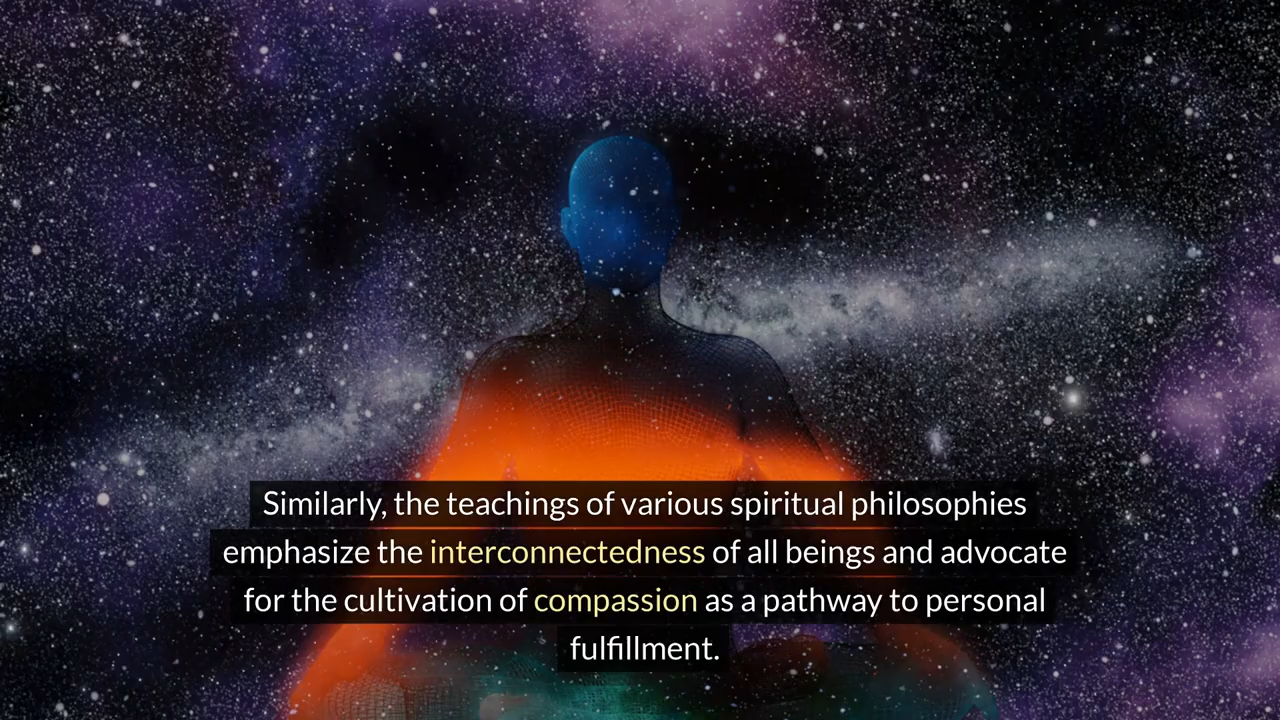 Similarly, the teachings of various spiritual philosophies
emphasize the interconnectedness of all beings and advocate
for the cultivation of compassion as a pathway to personal
fulfillment.